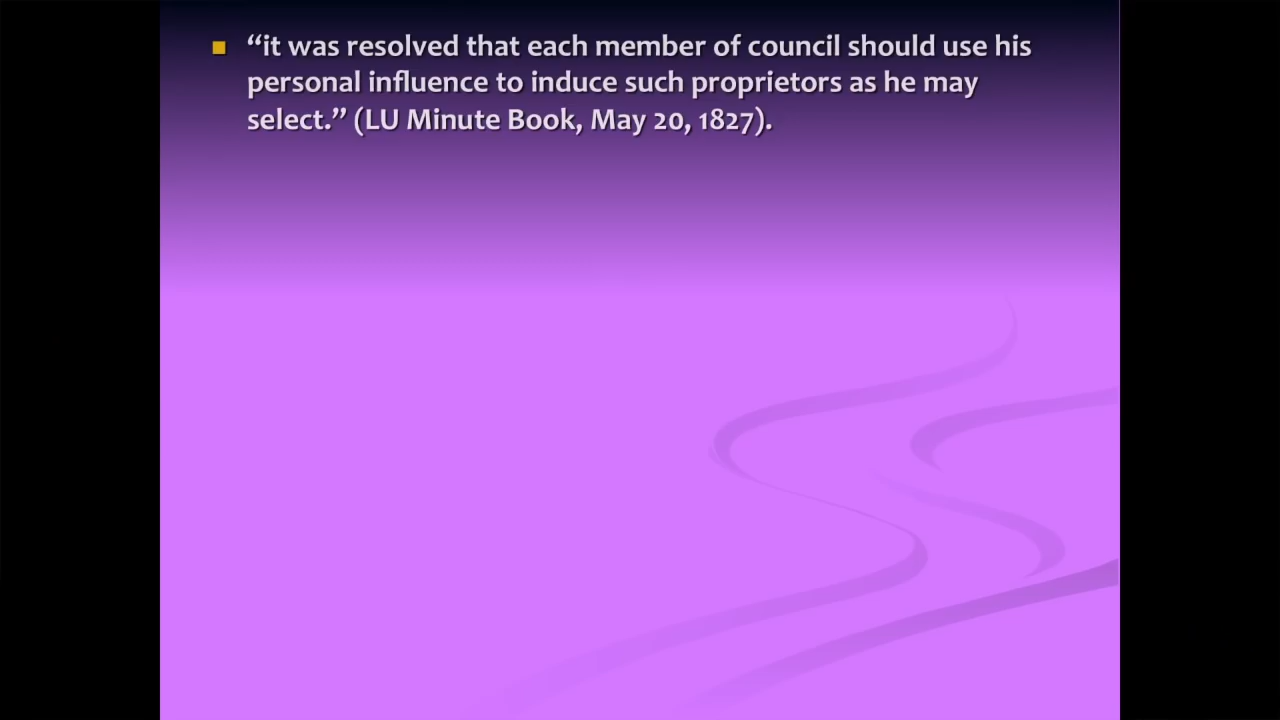 “it was resolved that each member of council should use his
personal influence to induce such proprietors as he may
select.” (LU Minute Book, May 20, 1827).